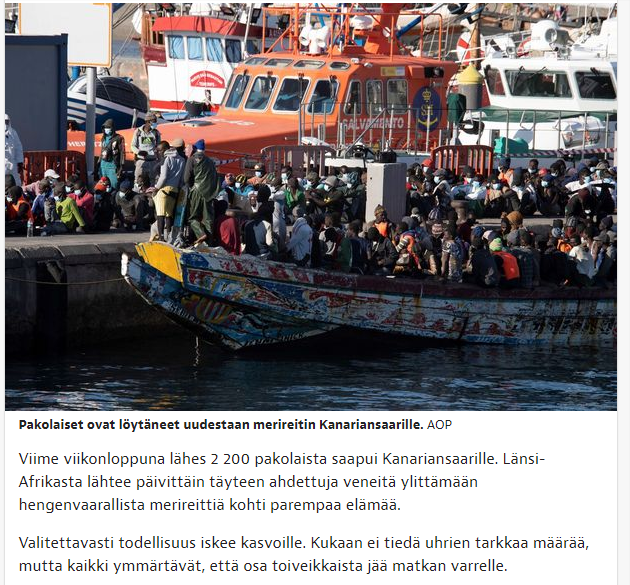 SALVAMENTO
Pakolaiset ovat löytäneet uudestaan merireitin Kanariansaarille. AOP
Viime viikonloppuna lähes 2 200 pakolaista saapui Kanariansaarille. Länsi-
Afrikasta lähtee päivittäin täyteen ahdettuja veneitä ylittämään
hengenvaarallista merireittiä kohti parempaa elämää.
Valitettavasti todellisuus iskee kasvoille. Kukaan ei tiedä uhrien tarkkaa määrää,
mutta kaikki ymmärtävät, että osa toiveikkaista jää matkan varrelle.